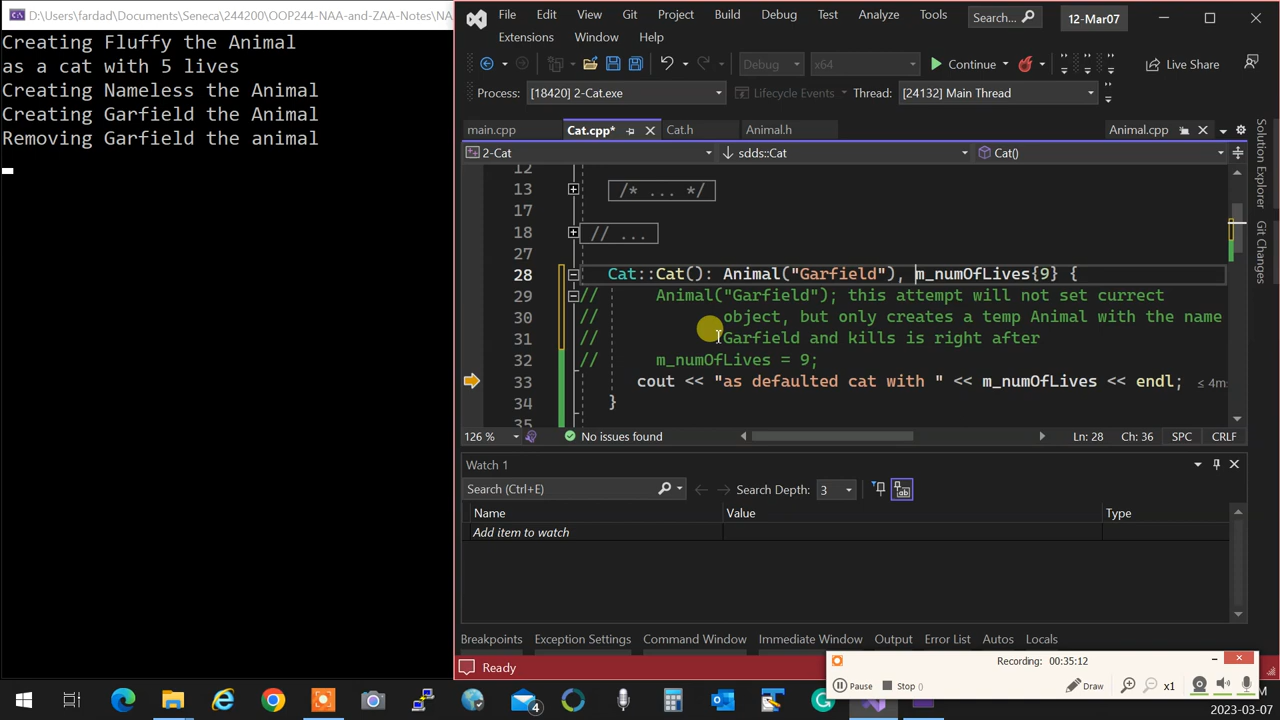 D:\Users\fardad\Documents\Seneca\244200\OOP244-NAA-and-ZAA-Notes\NA
Creating Fluffy the Animal
as a cat with 5 lives
Creating Nameless the Animal
Creating Garfield the Animal
Removing Garfield the animal
File Edit View Git Project Build Debug Test Analyze Tools Search... 12-Mar07
Extensions Window Help
Debug x64 Continue Live Share
Process: [18420] 2-Cat.exe Lifecycle Events Thread: [24132] Main Thread
main.cpp Cat.cpp* Cat.h Animal.h Animal.cpp
2-Cat sdds::Cat Cat()
12
13 /* ... */
17
18 // ...
27
28 Cat::Cat(): Animal("Garfield"), m_numOfLives{9} {
29 // Animal("Garfield"); this attempt will not set currect
30 // object, but only creates a temp Animal with the name
31 // Garfield and kills is right after
32 // m_numOfLives = 9;
33 cout << "as defaulted cat with " << m_numOfLives << endl; ≤ 4m
34 }
35
126 % No issues found Ln: 28 Ch: 36 SPC CRLF
Watch 1
Search (Ctrl+E) Search Depth: 3
Name Value Type
Add item to watch
Breakpoints Exception Settings Command Window Immediate Window Output Error List Autos Locals
Ready
Recording: 00:35:12
Pause Stop () Draw x1
4
2023-03-07
Solution Explorer
Git Changes